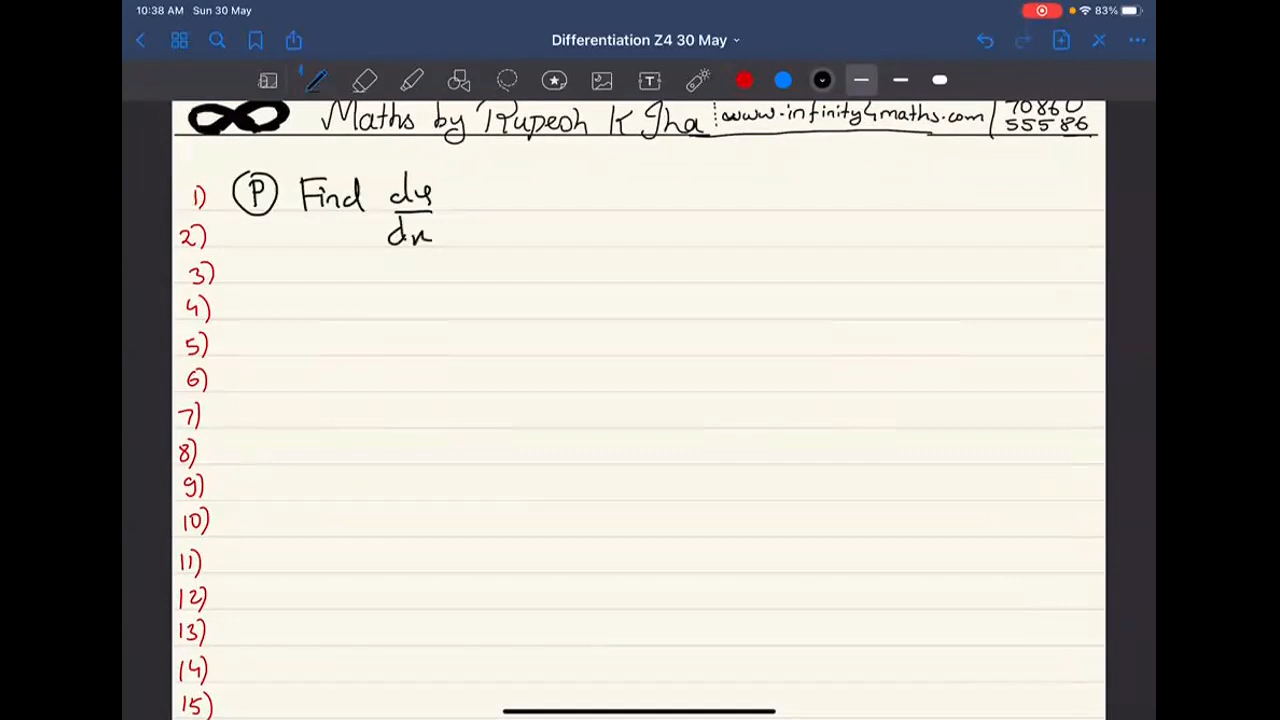 10:38 AM Sun 30 May
83%
Differentiation Z4 30 May
T
Maths by Rupesh K Jha www.infinity4maths.com 70860
55586
1) P Find dy
2) dx
3)
4)
5)
6)
7)
8)
9)
10)
11)
12)
13)
14)
15)